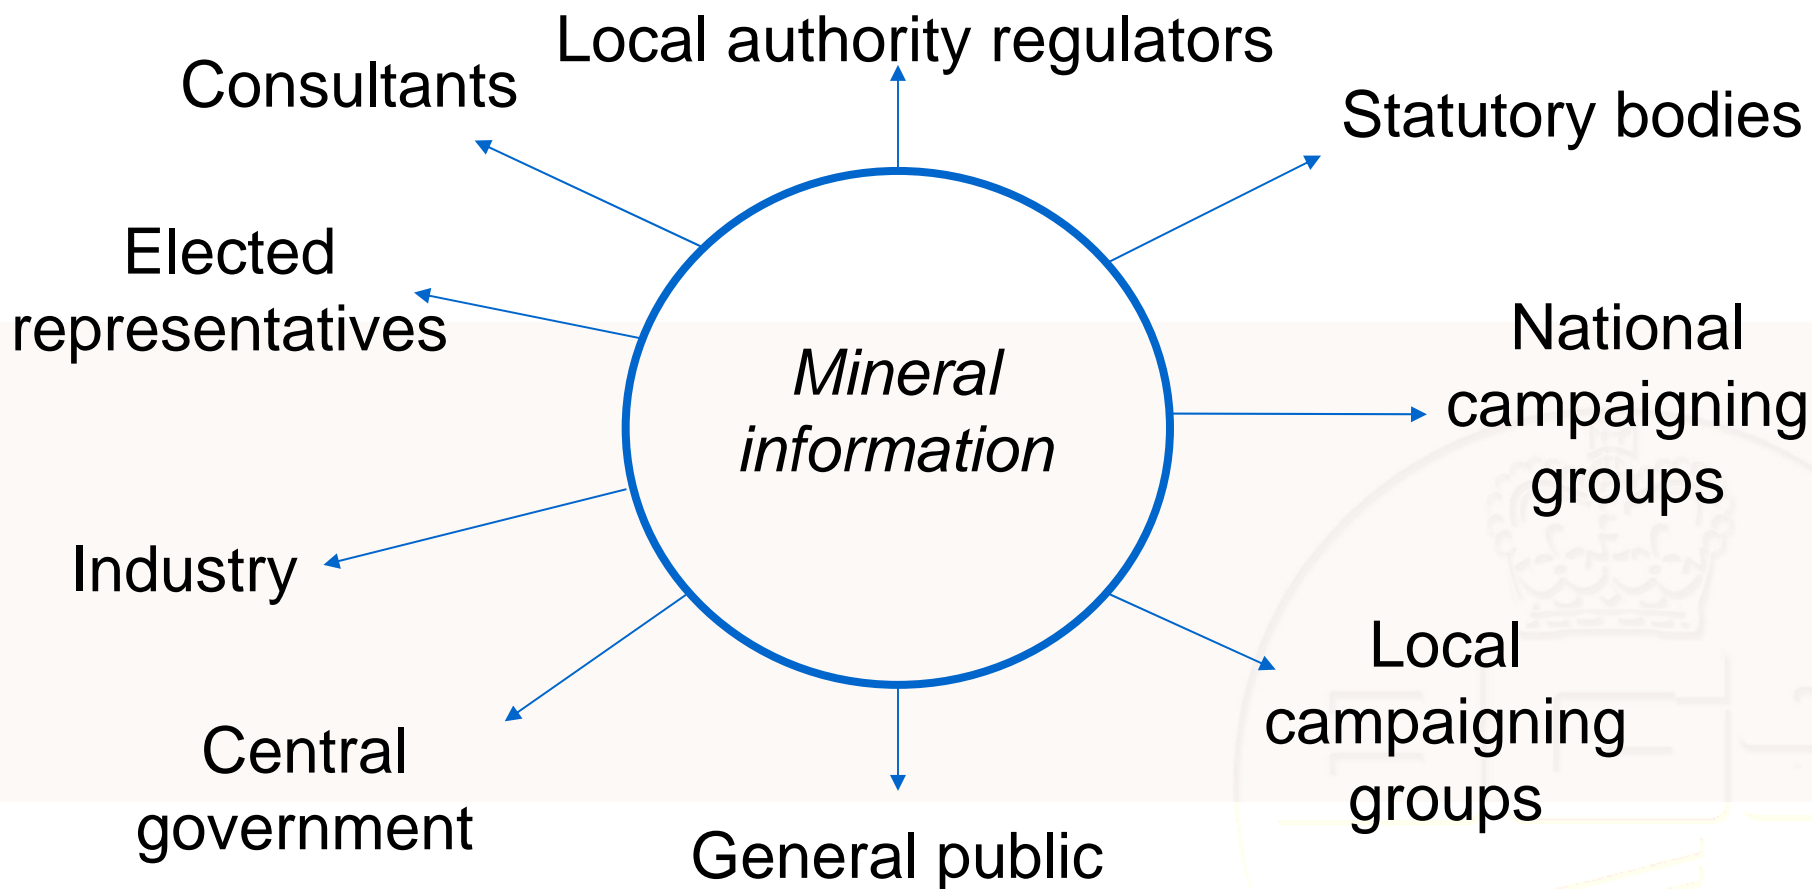 Local authority regulators
Consultants
Statutory bodies
Elected
representatives
National
campaigning
groups
Mineral
information
Industry
Local
campaigning
groups
Central
government
General public